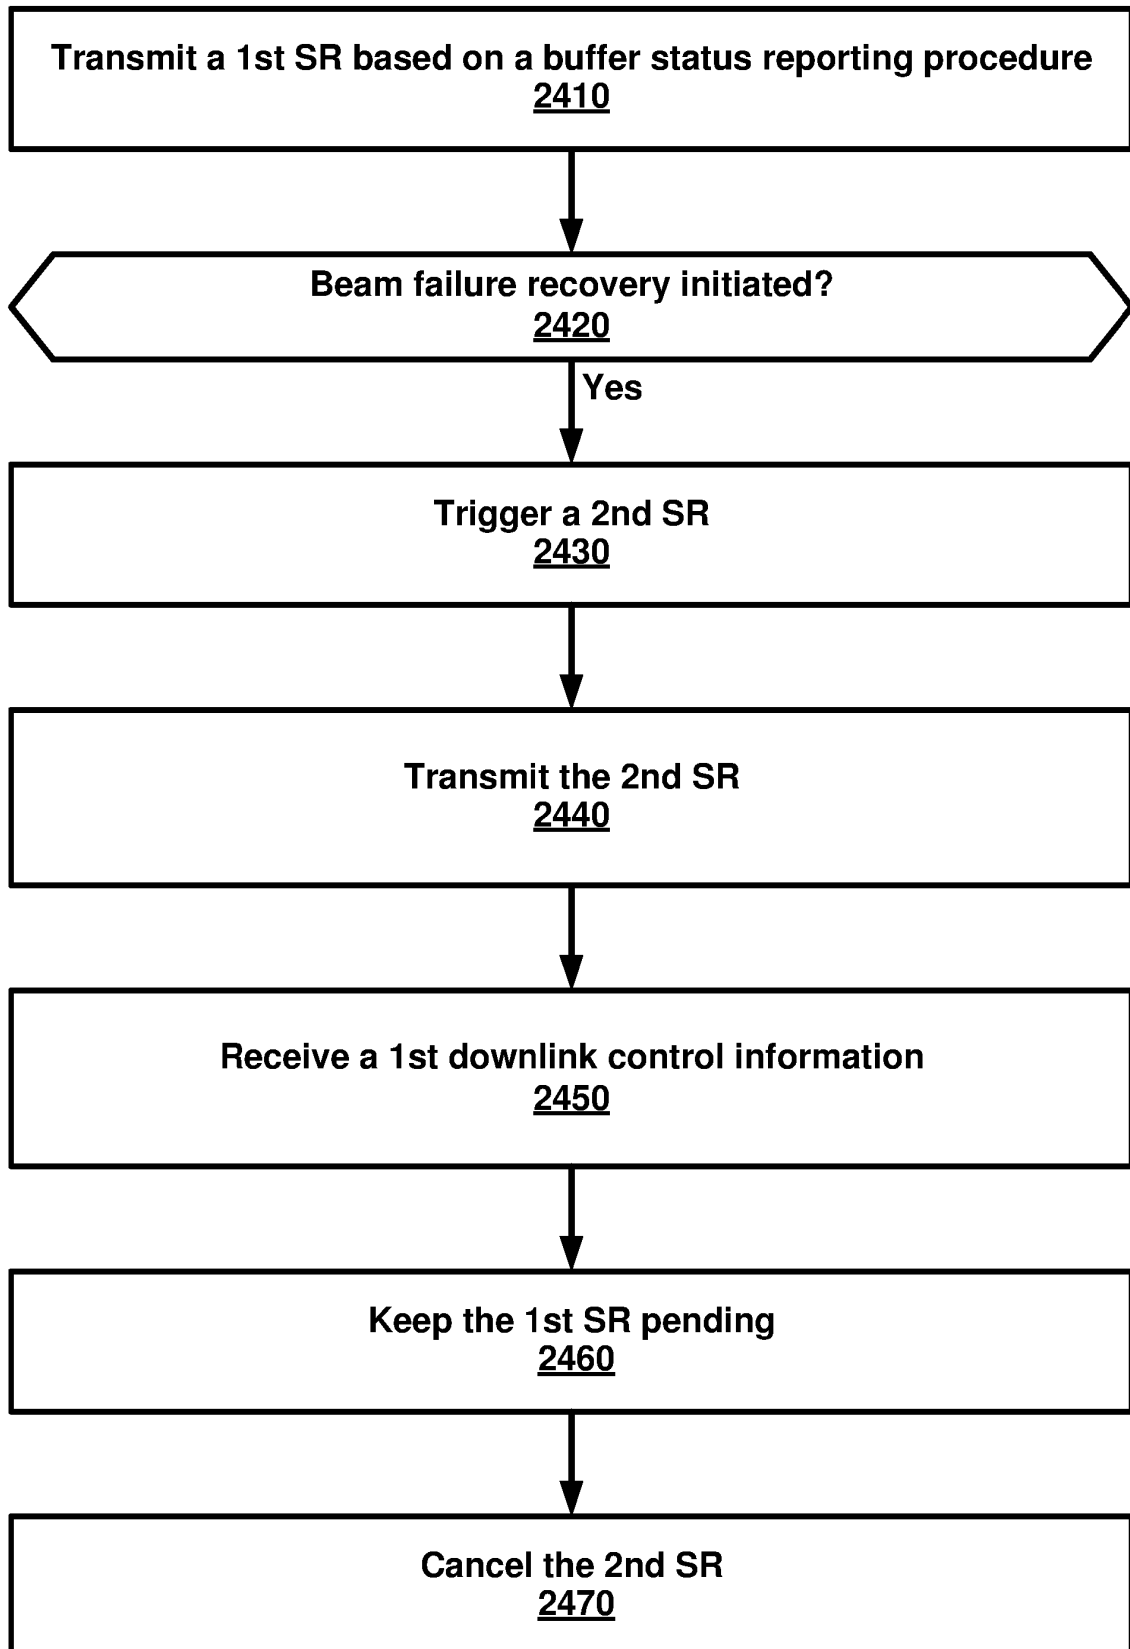 Transmit a 1st SR based on a buffer status reporting procedure
2410
Beam failure recovery initiated?
2420
Yes
Trigger a 2nd SR
2430
Transmit the 2nd SR
2440
Receive a 1st downlink control information
2450
Keep the 1st SR pending
2460
Cancel the 2nd SR
2470